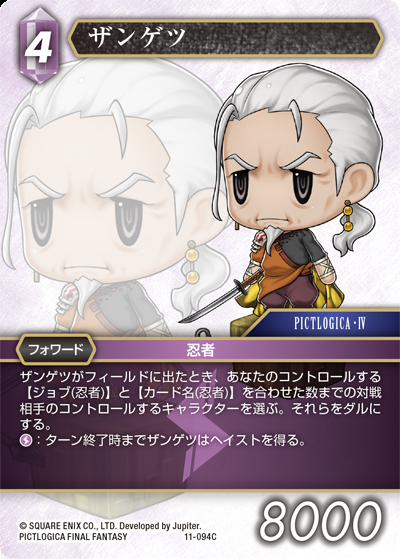 4
ザンゲツ
PICTLOGICA・IV
フォワード
忍者
ザンゲツがフィールドに出たとき、あなたのコントロールする
【ジョブ(忍者)】と【カード名(忍者)】を合わせた数までの対戦
相手のコントロールするキャラクターを選ぶ。それらをダルに
する。
：ターン終了時までザンゲツはヘイストを得る。
© SQUARE ENIX CO., LTD. Developed by Jupiter.
PICTLOGICA FINAL FANTASY
11-094C
8000